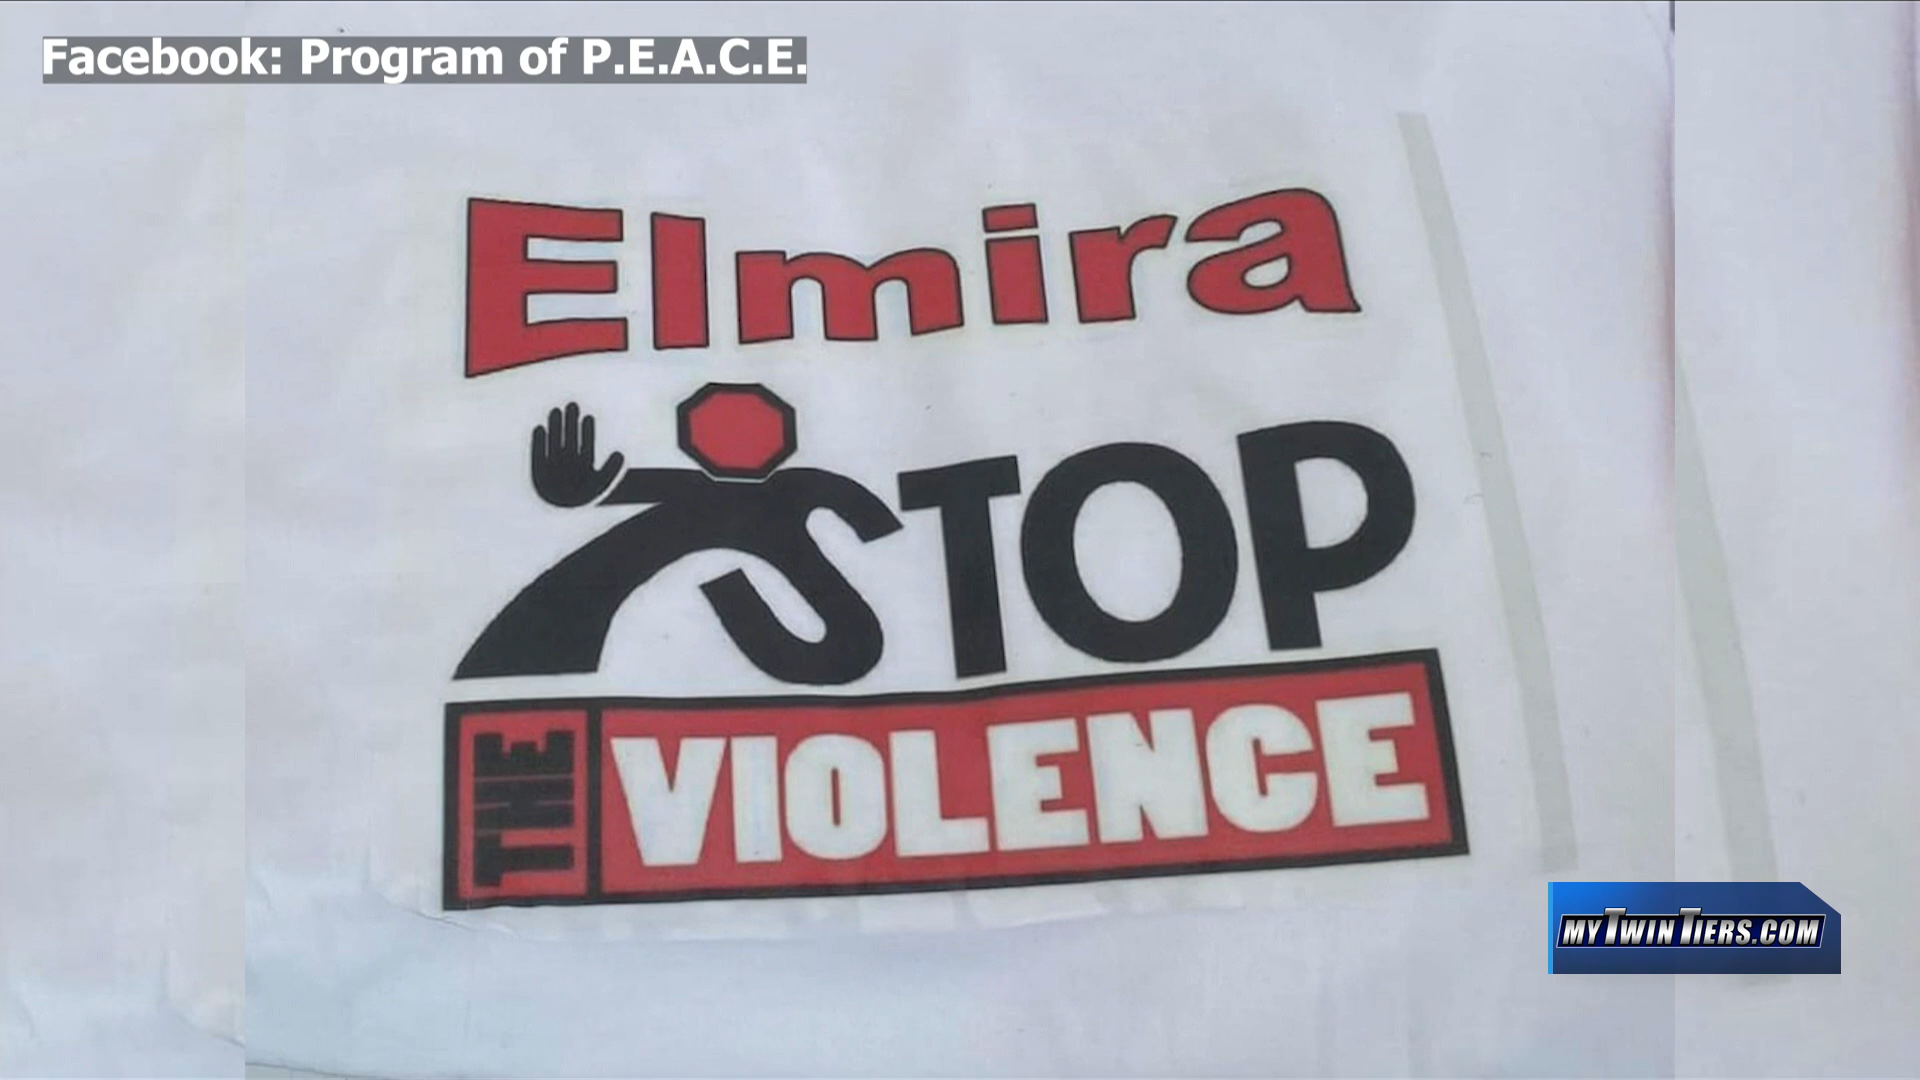 Facebook: Program of P.E.A.C.E.
Elmira
STOP
THE VIOLENCE
MYTWINTIERS.COM